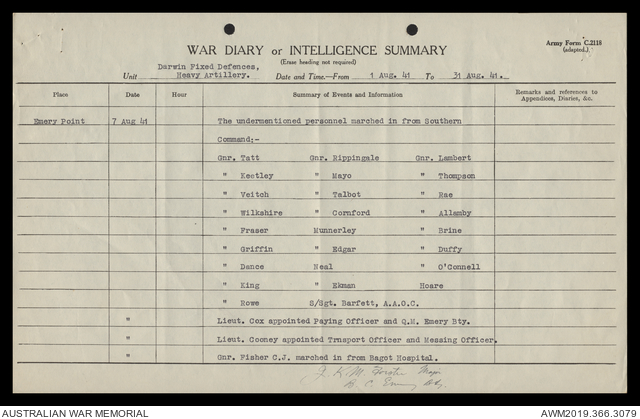 Army Form C.2118
(adapted.)
WAR DIARY or INTELLIGENCE SUMMARY
(Erase heading not required)
Unit Darwin Fixed Defences, Heavy Artillery. Date and Time.—From 1 Aug. 41 To 31 Aug. 41.
Place Date Hour Summary of Events and Information Remarks and references to Appendices, Diaries, &c.
Emery Point 7 Aug 41 The undermentioned personnel marched in from Southern
Command:-
Gnr. Tatt Gnr. Rippingale Gnr. Lambert
" Keetley " Mayo " Thompson
" Veitch " Talbot " Rae
" Wilkshire " Cornford " Allamby
" Fraser Munnerley " Brine
" Griffin " Edgar " Duffy
" Dance Neal " O'Connell
" King " Ekman Hoare
" Rowe S/Sgt. Barfett, A.A.O.C.
" Lieut. Cox appointed Paying Officer and Q.M. Emery Bty.
" Lieut. Cooney appointed Trnaport Officer and Messing Officer.
" Gnr. Fisher C.J. marched in from Bagot Hospital.
J.K.M. Major
B.C. Emery Bty.
AUSTRALIAN WAR MEMORIAL AWM2019.366.3079